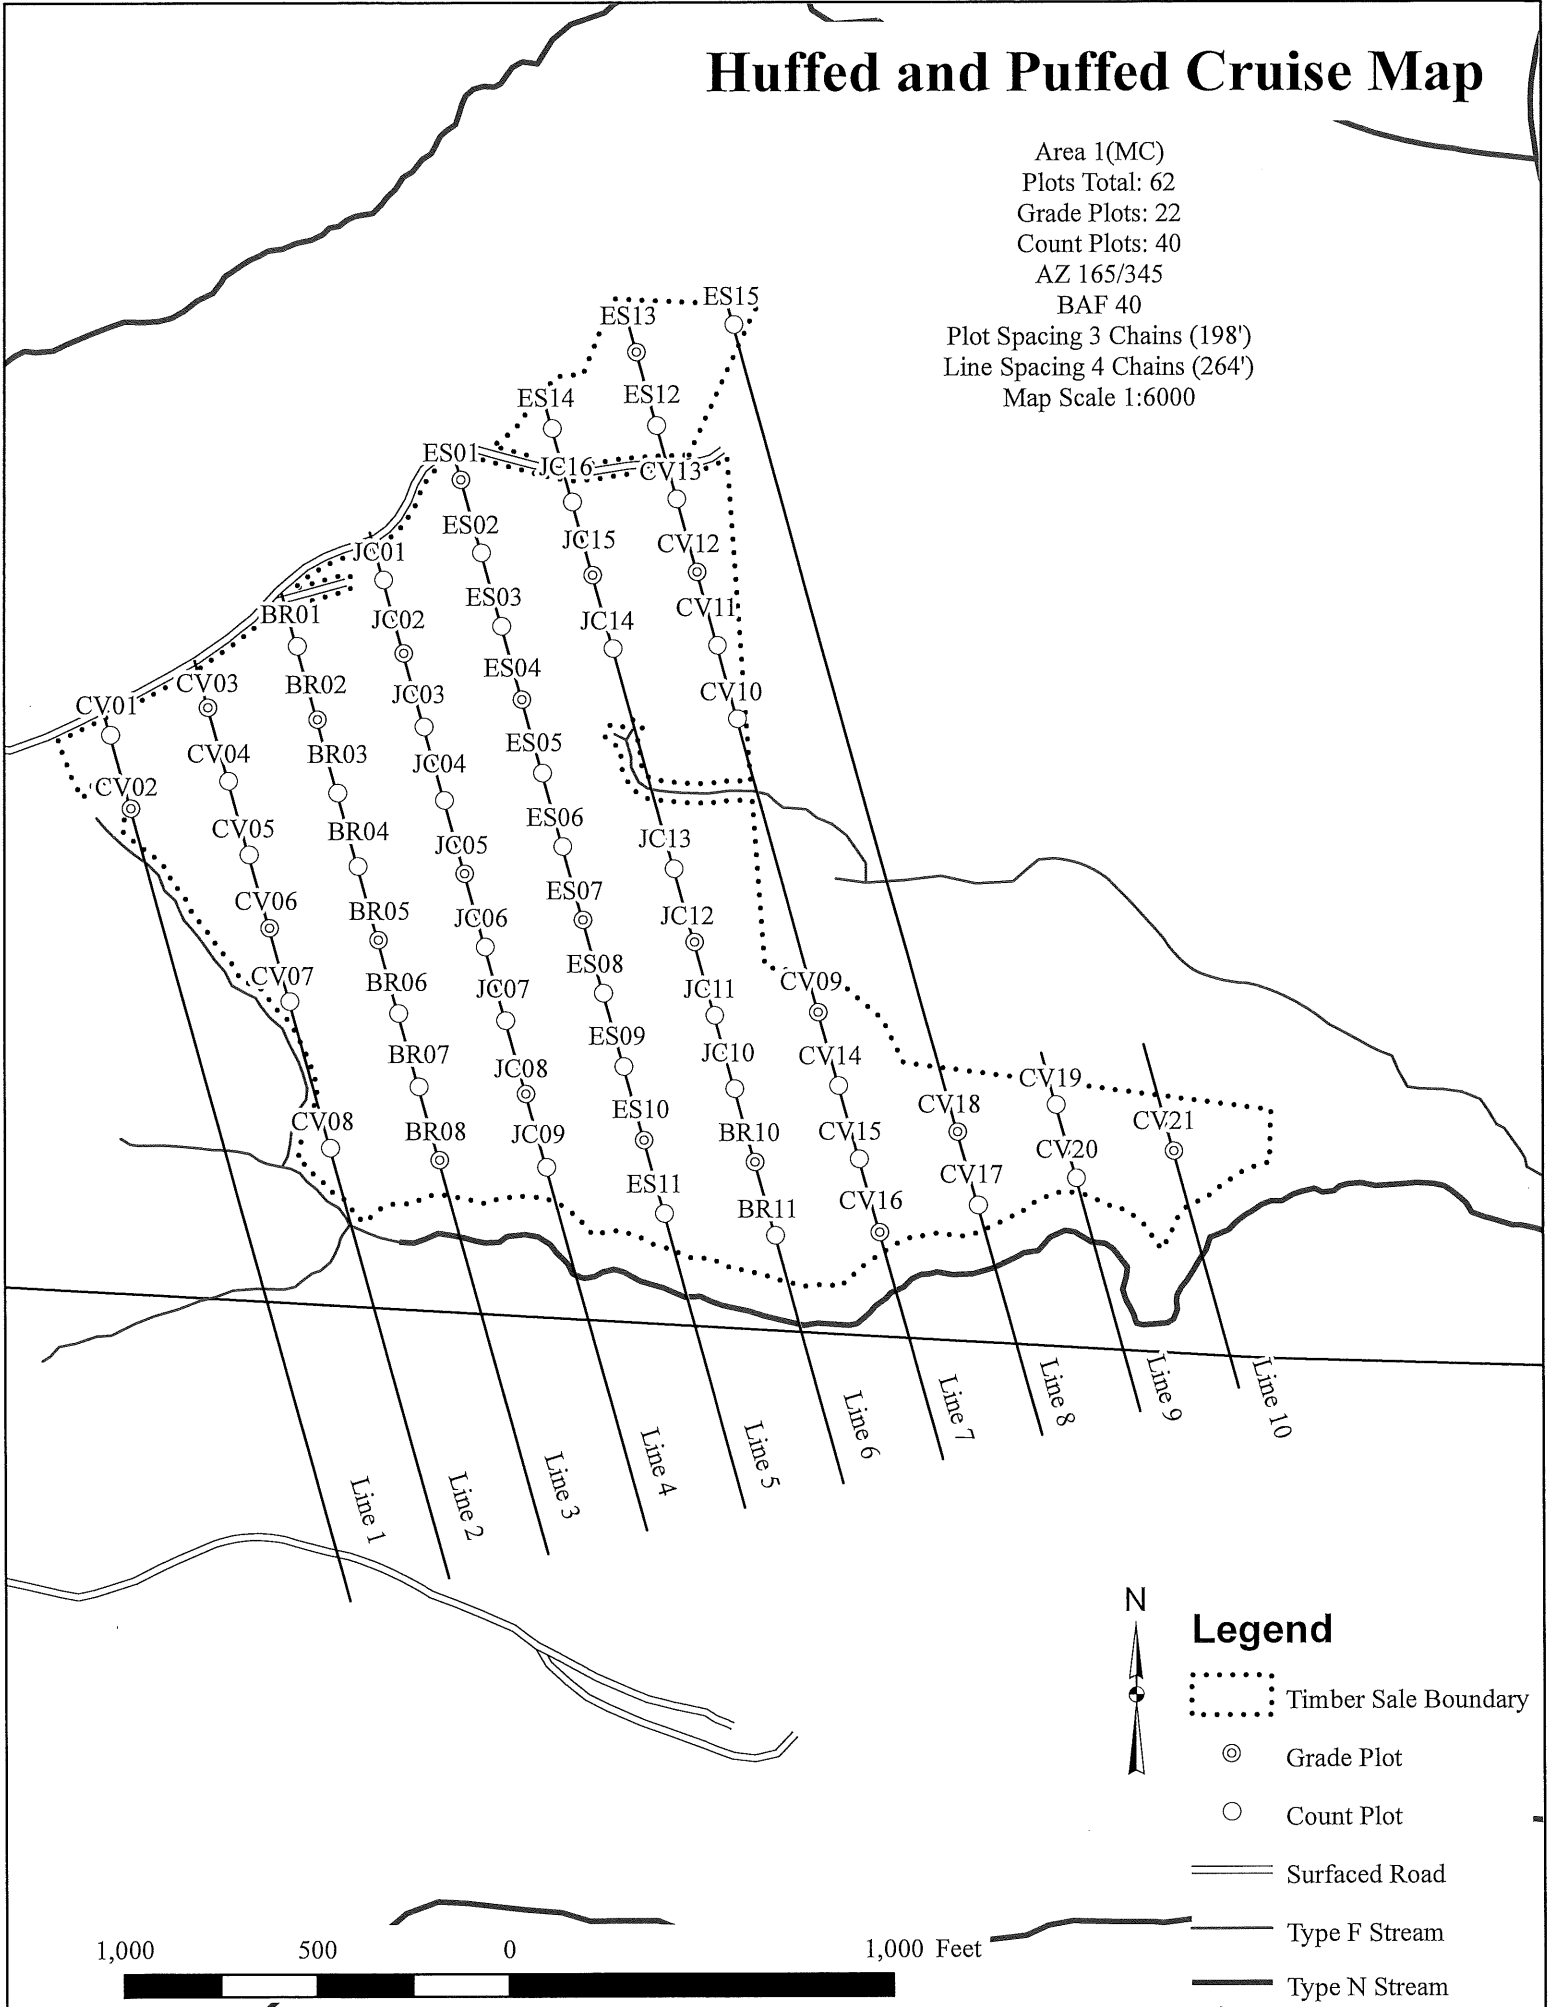 Huffed and Puffed Cruise Map
Area 1(MC)
Plots Total: 62
Grade Plots: 22
Count Plots: 40
AZ 165/345
BAF 40
Plot Spacing 3 Chains (198')
Line Spacing 4 Chains (264')
Map Scale 1:6000
ES15
ES13
ES12
ES14
ES01
JC16
CV13
ES02
JC15
CV12
JC01
ES03
CV11
BR01
JC02
JC14
ES04
CV03
BR02
JC03
CV10
CV01
ES05
CV04
BR03
JC04
CV02
ES06
CV05
BR04
JC05
JC13
ES07
CV06
BR05
JC06
JC12
ES08
CV07
BR06
JC07
JC11
CV09
ES09
BR07
JC08
JC10
CV14
CV19
ES10
CV18
CV21
CV08
BR08
JC09
BR10
CV15
CV20
ES11
CV17
BR11
CV16
Line 1
Line 2
Line 3
Line 4
Line 5
Line 6
Line 7
Line 8
Line 9
Line 10
N
Legend
Timber Sale Boundary
Grade Plot
Count Plot
Surfaced Road
Type F Stream
Type N Stream
1,000 500 0 1,000 Feet